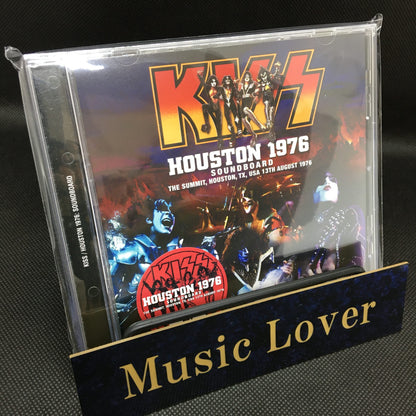 KISS
HOUSTON 1976
SOUNDBOARD
THE SUMMIT, HOUSTON, TX, USA 13TH AUGUST 1976
KISS / HOUSTON 1976: SOUNDBOARD
KISS
HOUSTON 1976
SOUNDBOARD
Music Lover